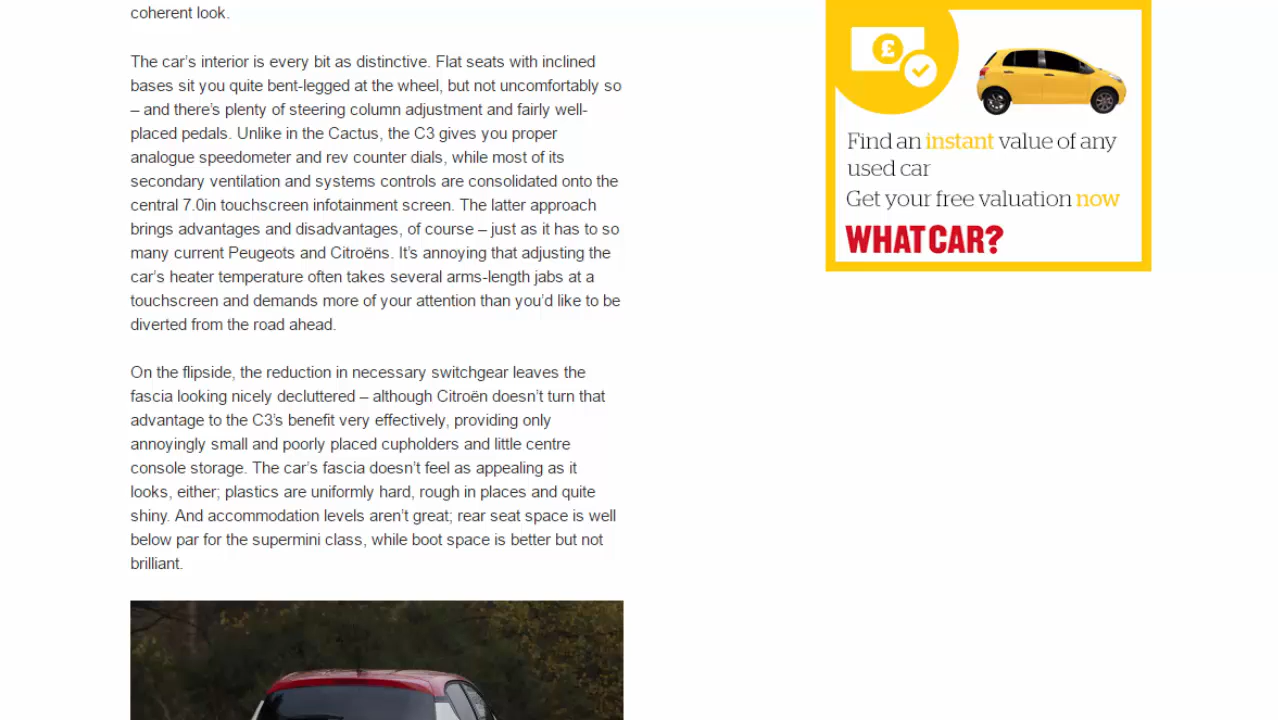 coherent look.
The car's interior is every bit as distinctive. Flat seats with inclined
bases sit you quite bent-legged at the wheel, but not uncomfortably so
– and there's plenty of steering column adjustment and fairly well-
placed pedals. Unlike in the Cactus, the C3 gives you proper
analogue speedometer and rev counter dials, while most of its
secondary ventilation and systems controls are consolidated onto the
central 7.0in touchscreen infotainment screen. The latter approach
brings advantages and disadvantages, of course – just as it has to so
many current Peugeots and Citroëns. It's annoying that adjusting the
car's heater temperature often takes several arms-length jabs at a
touchscreen and demands more of your attention than you'd like to be
diverted from the road ahead.
On the flipside, the reduction in necessary switchgear leaves the
fascia looking nicely decluttered – although Citroën doesn't turn that
advantage to the C3's benefit very effectively, providing only
annoyingly small and poorly placed cupholders and little centre
console storage. The car's fascia doesn't feel as appealing as it
looks, either; plastics are uniformly hard, rough in places and quite
shiny. And accommodation levels aren't great; rear seat space is well
below par for the supermini class, while boot space is better but not
brilliant.
£
Find an instant value of any
used car
Get your free valuation now
WHAT CAR?